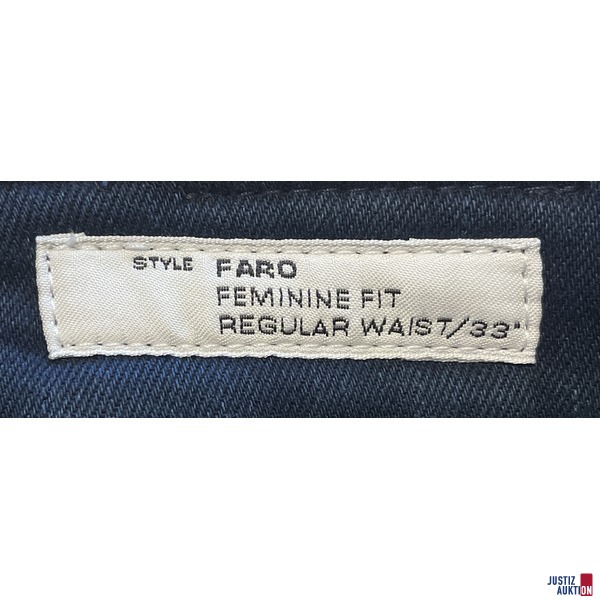 STYLE FARO
FEMININE FIT
REGULAR WAIST/33"
JUSTIZ
AUKTION